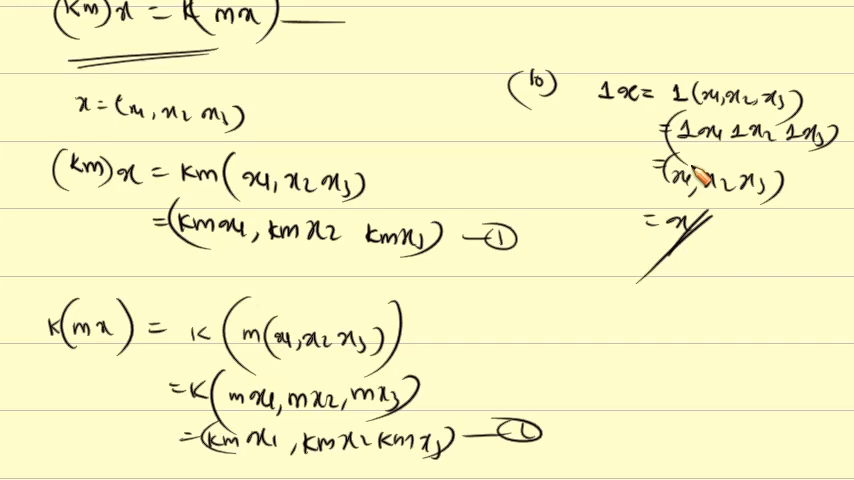 (km)x = k(mx)
x = (x1, x2 x3)
(km)x = km(x1, x2 x3)
=(kmx1, kmx2 kmx3) —①
k(mx) = k(m(x1, x2 x3))
=k(mx1, mx2, mx3)
=(kmx1, kmx2 kmx3) —②
(10) 1x = 1(x1, x2, x3)
=(1x1 1x2 1x3)
=(x1, x2 x3)
= x